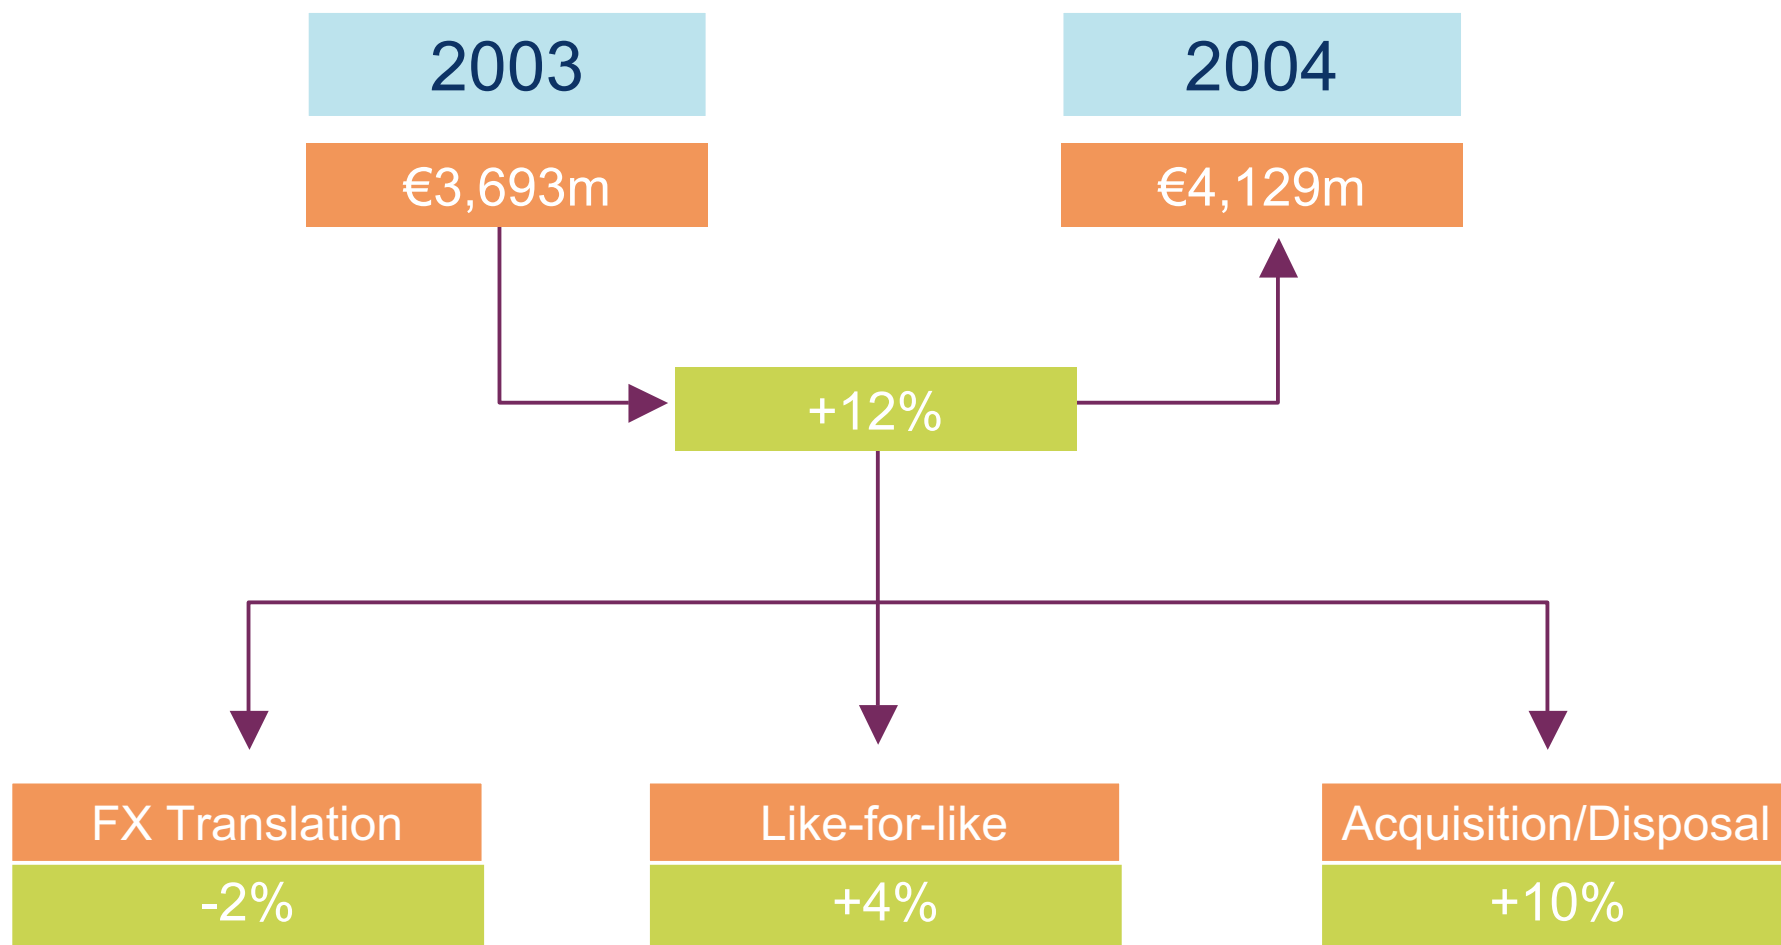 2003
2004
€3,693m
€4,129m
+12%
FX Translation
-2%
Like-for-like
+4%
Acquisition/Disposal
+10%